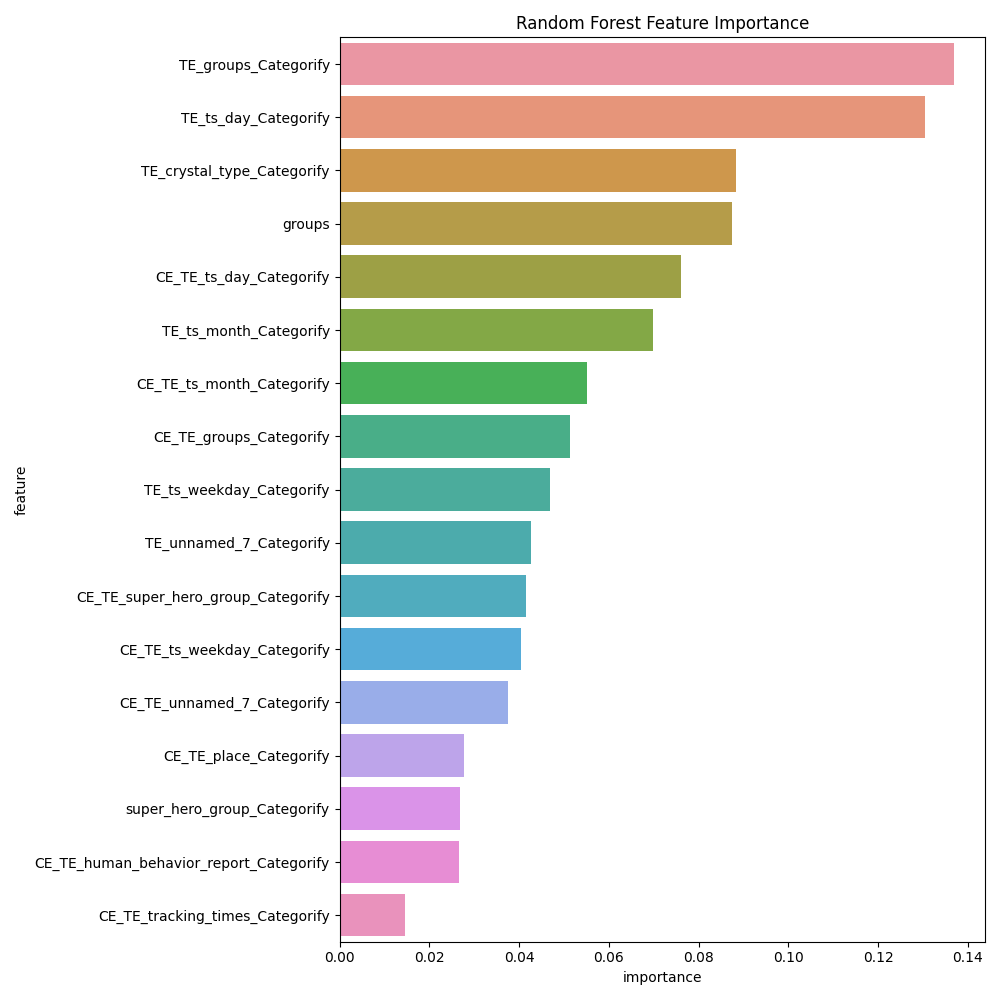 Random Forest Feature Importance
feature
TE_groups_Categorify
TE_ts_day_Categorify
TE_crystal_type_Categorify
groups
CE_TE_ts_day_Categorify
TE_ts_month_Categorify
CE_TE_ts_month_Categorify
CE_TE_groups_Categorify
TE_ts_weekday_Categorify
TE_unnamed_7_Categorify
CE_TE_super_hero_group_Categorify
CE_TE_ts_weekday_Categorify
CE_TE_unnamed_7_Categorify
CE_TE_place_Categorify
super_hero_group_Categorify
CE_TE_human_behavior_report_Categorify
CE_TE_tracking_times_Categorify
0.00 0.02 0.04 0.06 0.08 0.10 0.12 0.14
importance